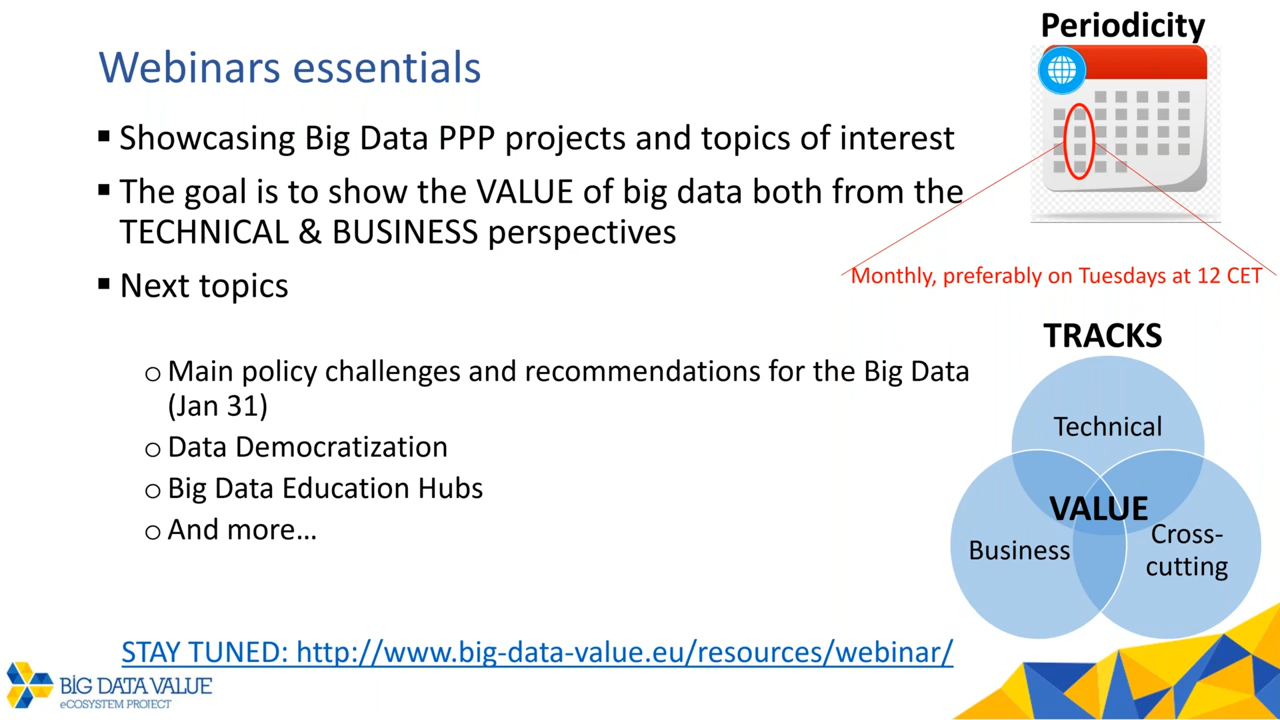 Webinars essentials
▪ Showcasing Big Data PPP projects and topics of interest
▪ The goal is to show the VALUE of big data both from the
TECHNICAL & BUSINESS perspectives
▪ Next topics
o Main policy challenges and recommendations for the Big Data
(Jan 31)
o Data Democratization
o Big Data Education Hubs
o And more…
STAY TUNED: http://www.big-data-value.eu/resources/webinar/
Periodicity
Monthly, preferably on Tuesdays at 12 CET
TRACKS
Technical
VALUE
Business
Cross-
cutting
BIG DATA VALUE
eCOSYSTEM PROJECT